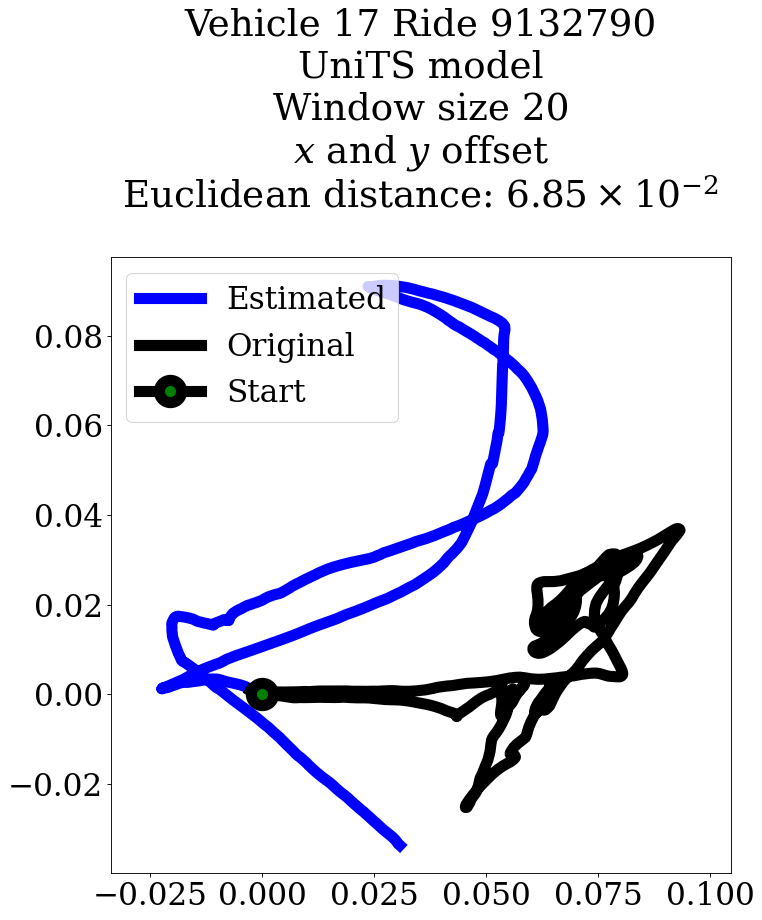 Vehicle 17 Ride 9132790
UniTS model
Window size 20
x and y offset
Euclidean distance: 6.85 × 10⁻²
Estimated
Original
Start
0.08
0.06
0.04
0.02
0.00
−0.02
−0.025 0.000 0.025 0.050 0.075 0.100